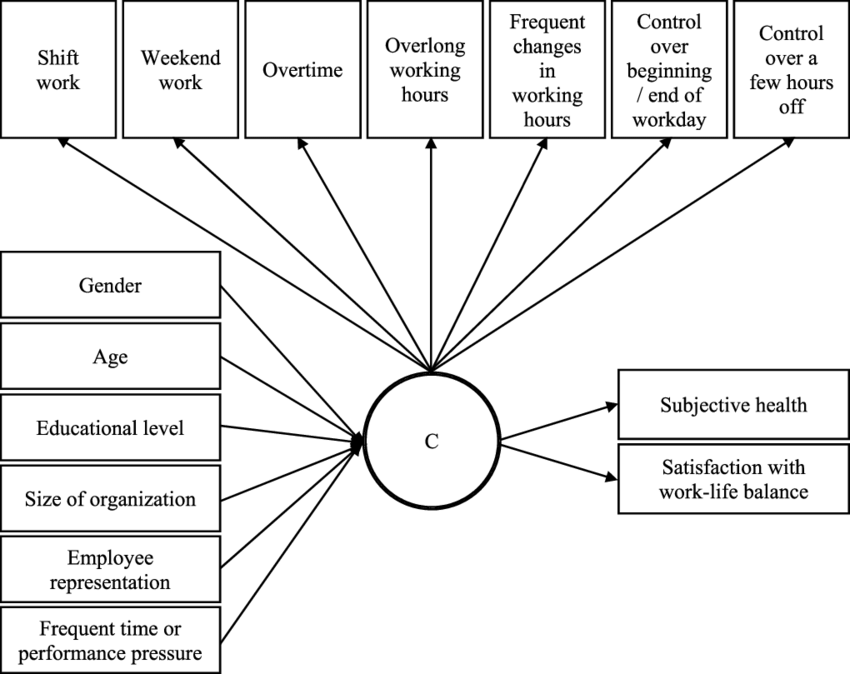 Shift
work
Weekend
work
Overtime
Overlong
working
hours
Frequent
changes
in
working
hours
Control
over
beginning
/ end of
workday
Control
over a
few hours
off
Gender
Age
Educational level
Size of organization
Employee
representation
Frequent time or
performance pressure
C
Subjective health
Satisfaction with
work-life balance